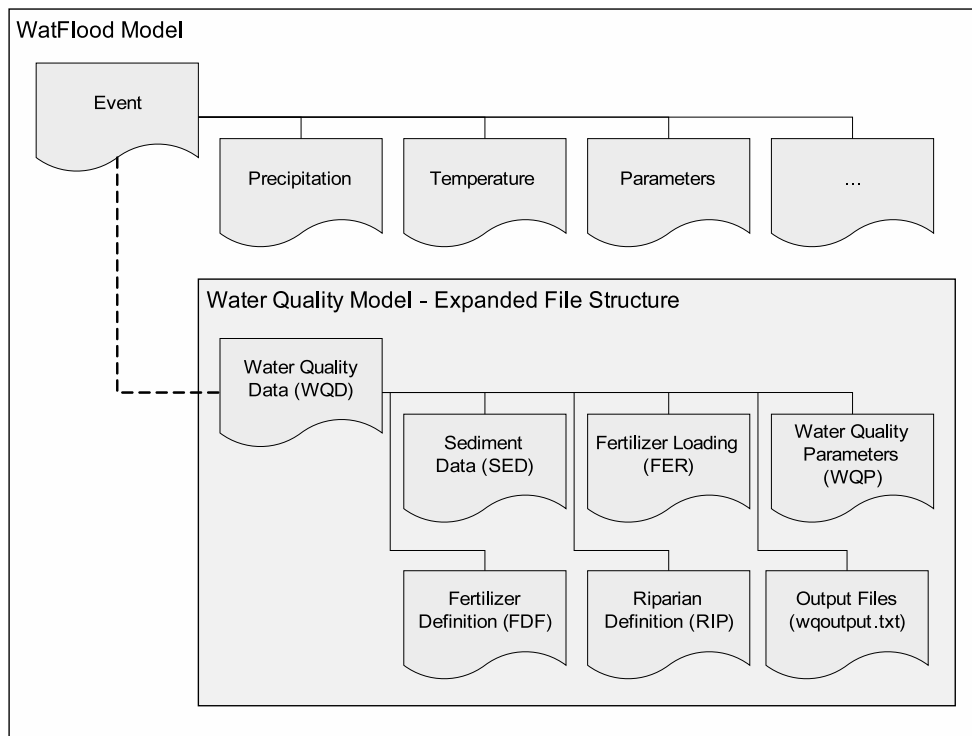 WatFlood Model
Event
Precipitation
Temperature
Parameters
...
Water Quality Model - Expanded File Structure
Water Quality
Data (WQD)
Sediment
Data (SED)
Fertilizer Loading
(FER)
Water Quality
Parameters
(WQP)
Fertilizer
Definition (FDF)
Riparian
Definition (RIP)
Output Files
(wqoutput.txt)